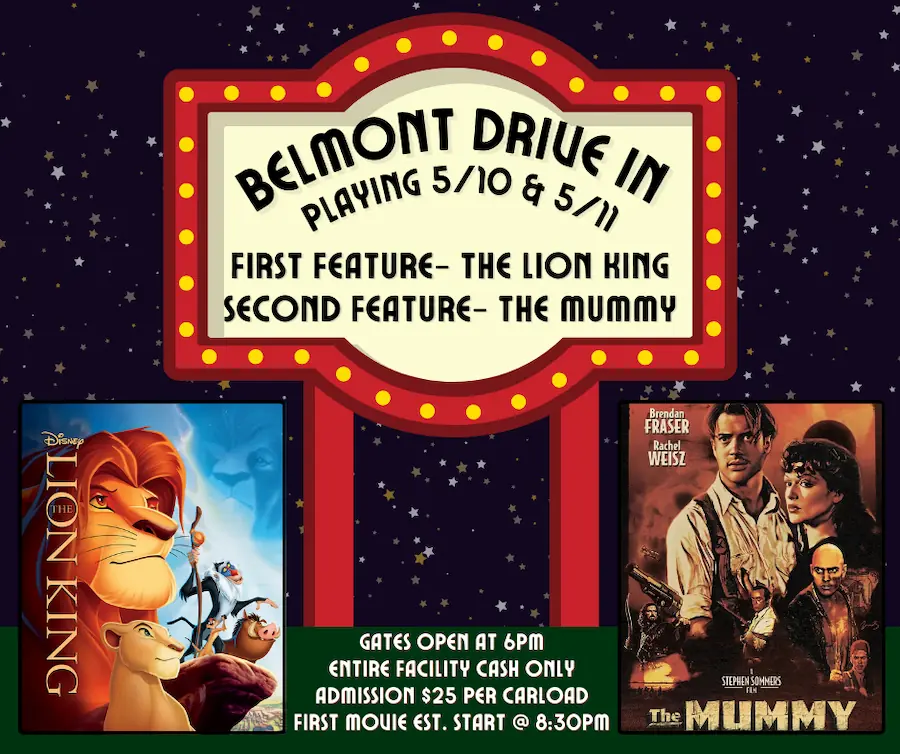 BELMONT DRIVE IN
PLAYING 5/10 & 5/11
FIRST FEATURE- THE LION KING
SECOND FEATURE- THE MUMMY
Disney
THE
LION KING
Brendan
FRASER
Rachel
WEISZ
A
STEPHEN SOMMERS
FILM
The MUMMY
GATES OPEN AT 6PM
ENTIRE FACILITY CASH ONLY
ADMISSION $25 PER CARLOAD
FIRST MOVIE EST. START @ 8:30PM